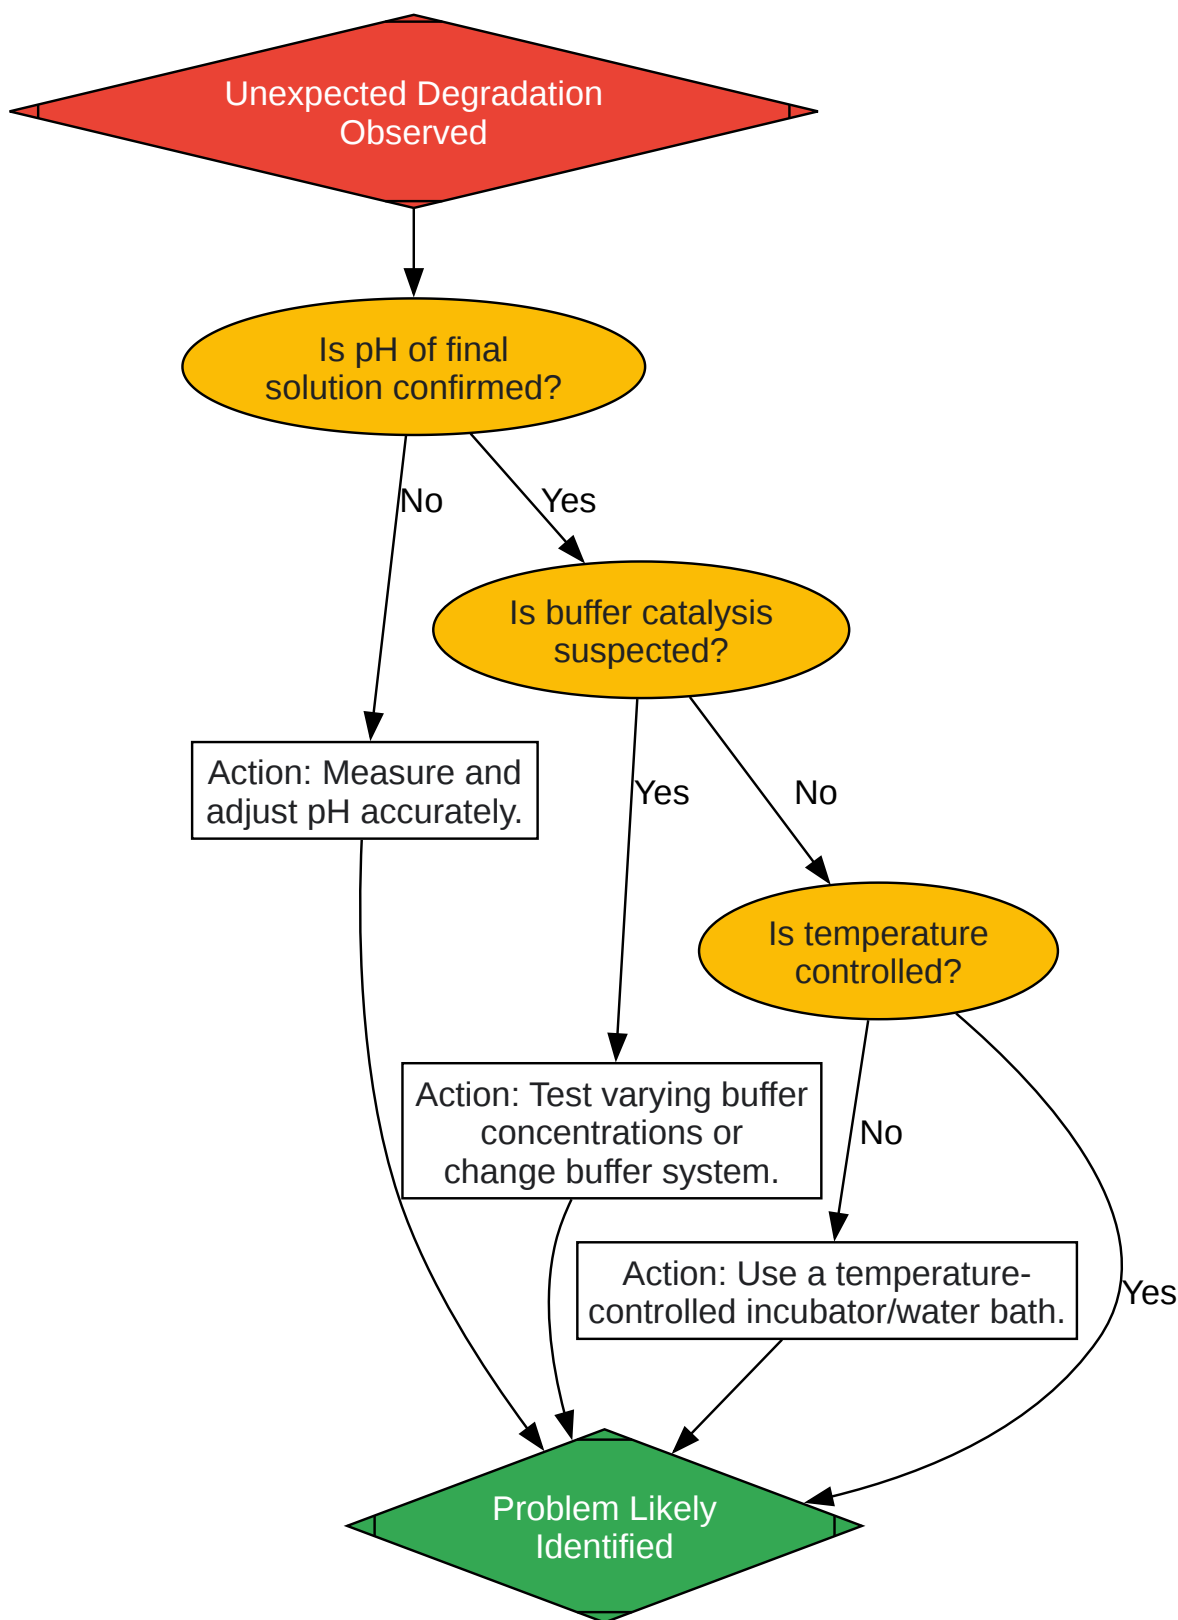 Unexpected Degradation
Observed
Is pH of final
solution confirmed?
No
Yes
Is buffer catalysis
suspected?
Action: Measure and
adjust pH accurately.
Yes
No
Is temperature
controlled?
Action: Test varying buffer
concentrations or
change buffer system.
No
Action: Use a temperature-
controlled incubator/water bath.
Yes
Problem Likely
Identified